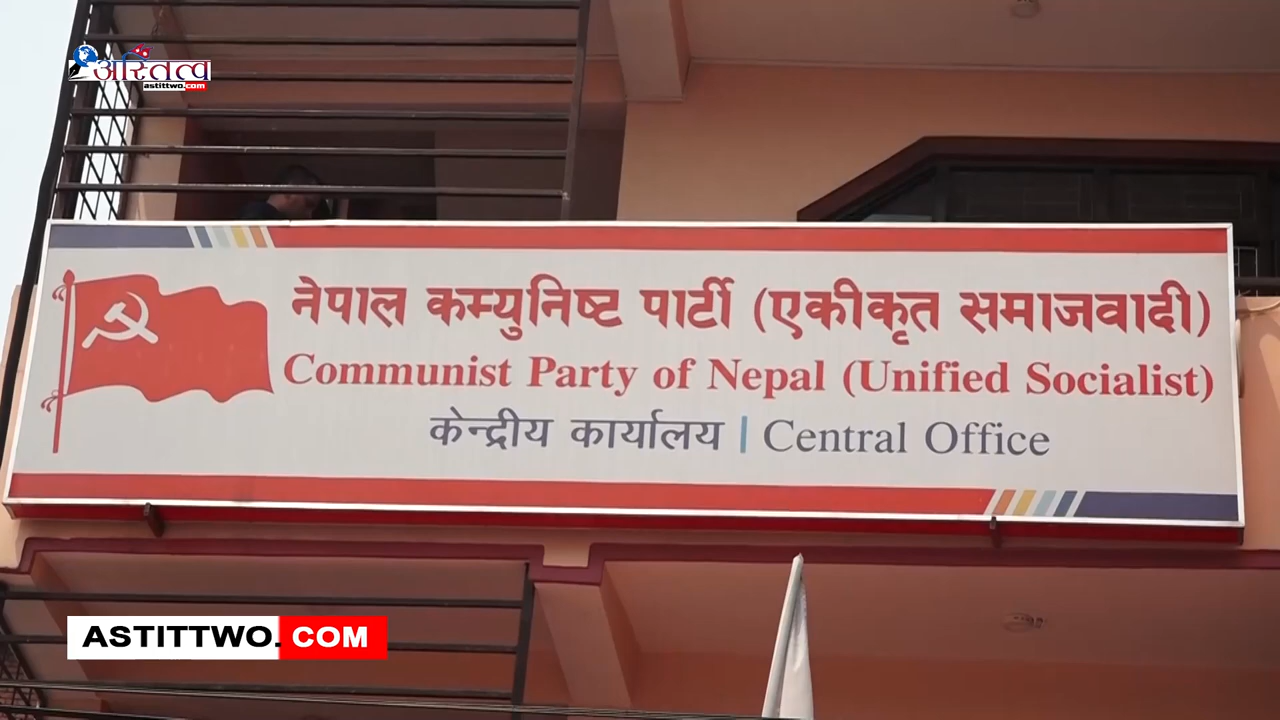 अस्तित्व
astittwo.com
नेपाल कम्युनिष्ट पार्टी (एकीकृत समाजवादी)
Communist Party of Nepal (Unified Socialist)
केन्द्रीय कार्यालय | Central Office
ASTITTWO. COM